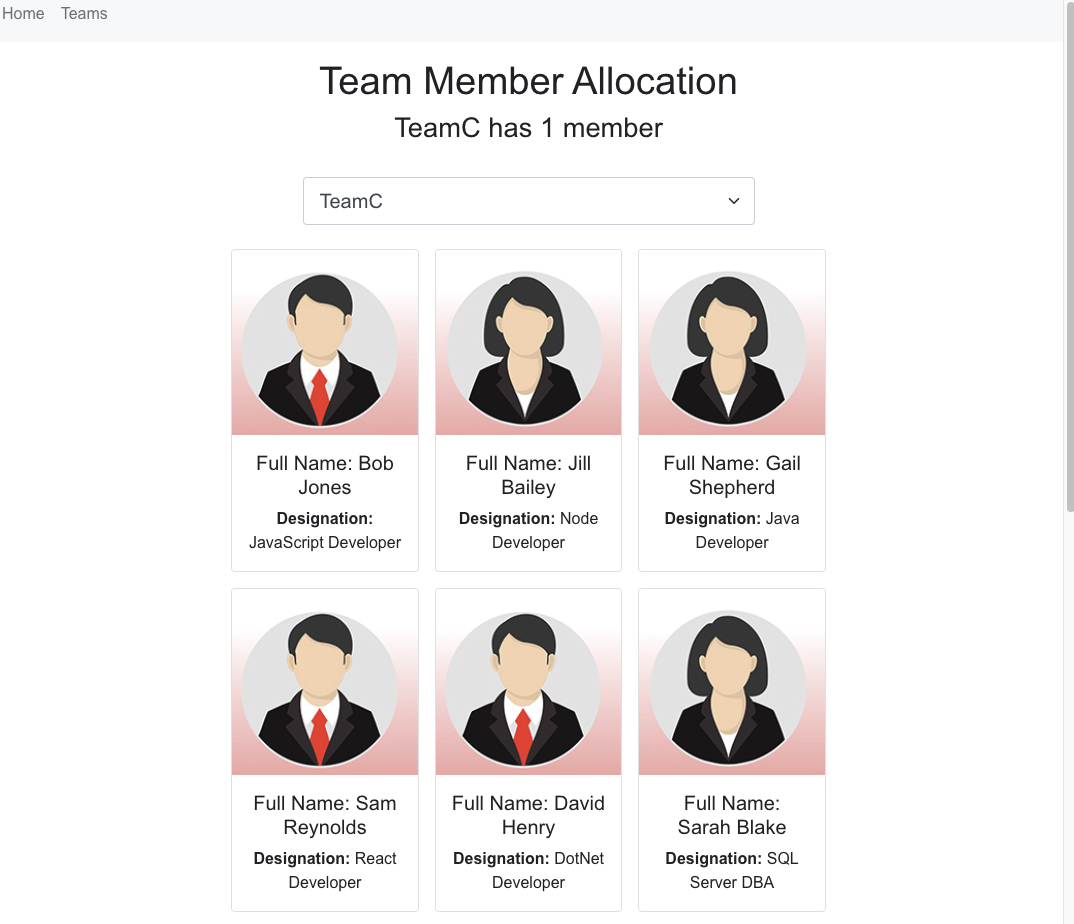 Home Teams
Team Member Allocation
TeamC has 1 member
TeamC
Full Name: Bob
Jones
Designation:
JavaScript Developer
Full Name: Jill
Bailey
Designation: Node
Developer
Full Name: Gail
Shepherd
Designation: Java
Developer
Full Name: Sam
Reynolds
Designation: React
Developer
Full Name: David
Henry
Designation: DotNet
Developer
Full Name:
Sarah Blake
Designation: SQL
Server DBA